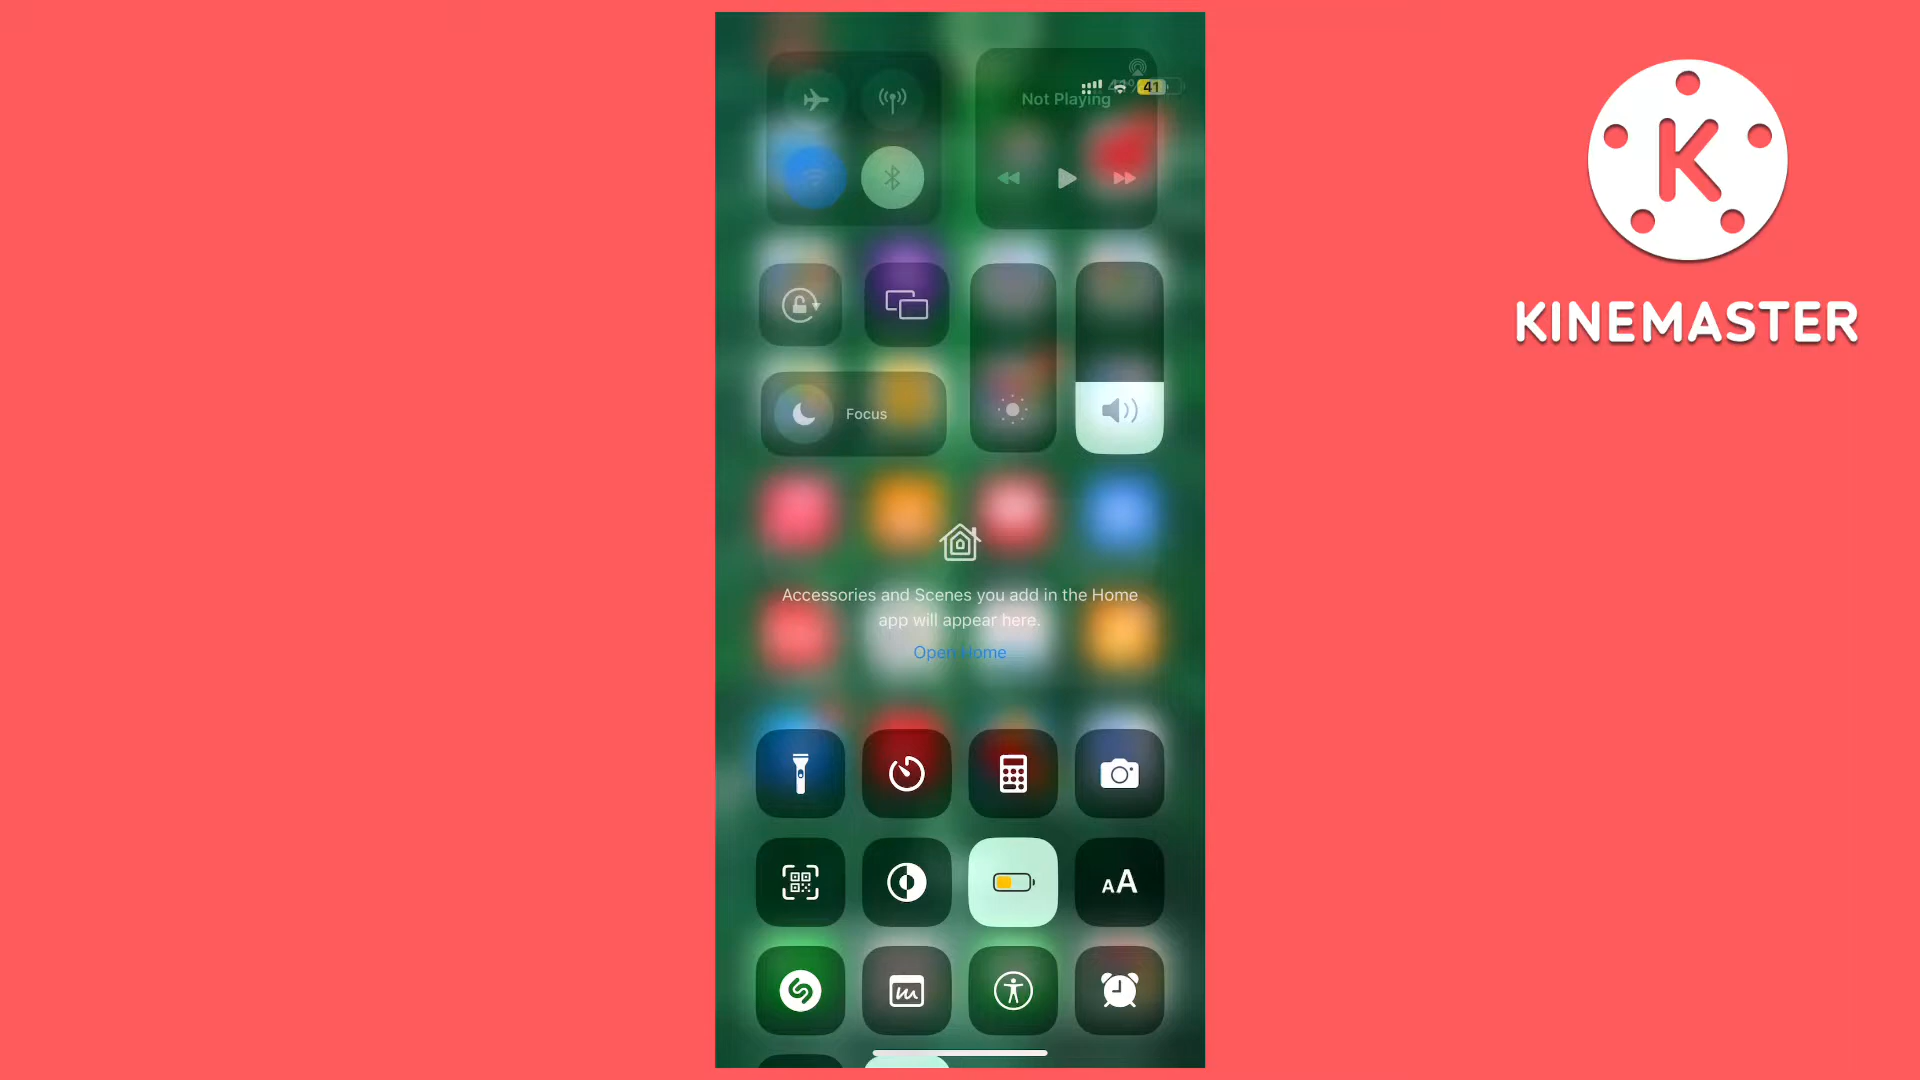 41
Not Playing
Focus
Accessories and Scenes you add in the Home
app will appear here.
Open Home
AA
K
KINEMASTER